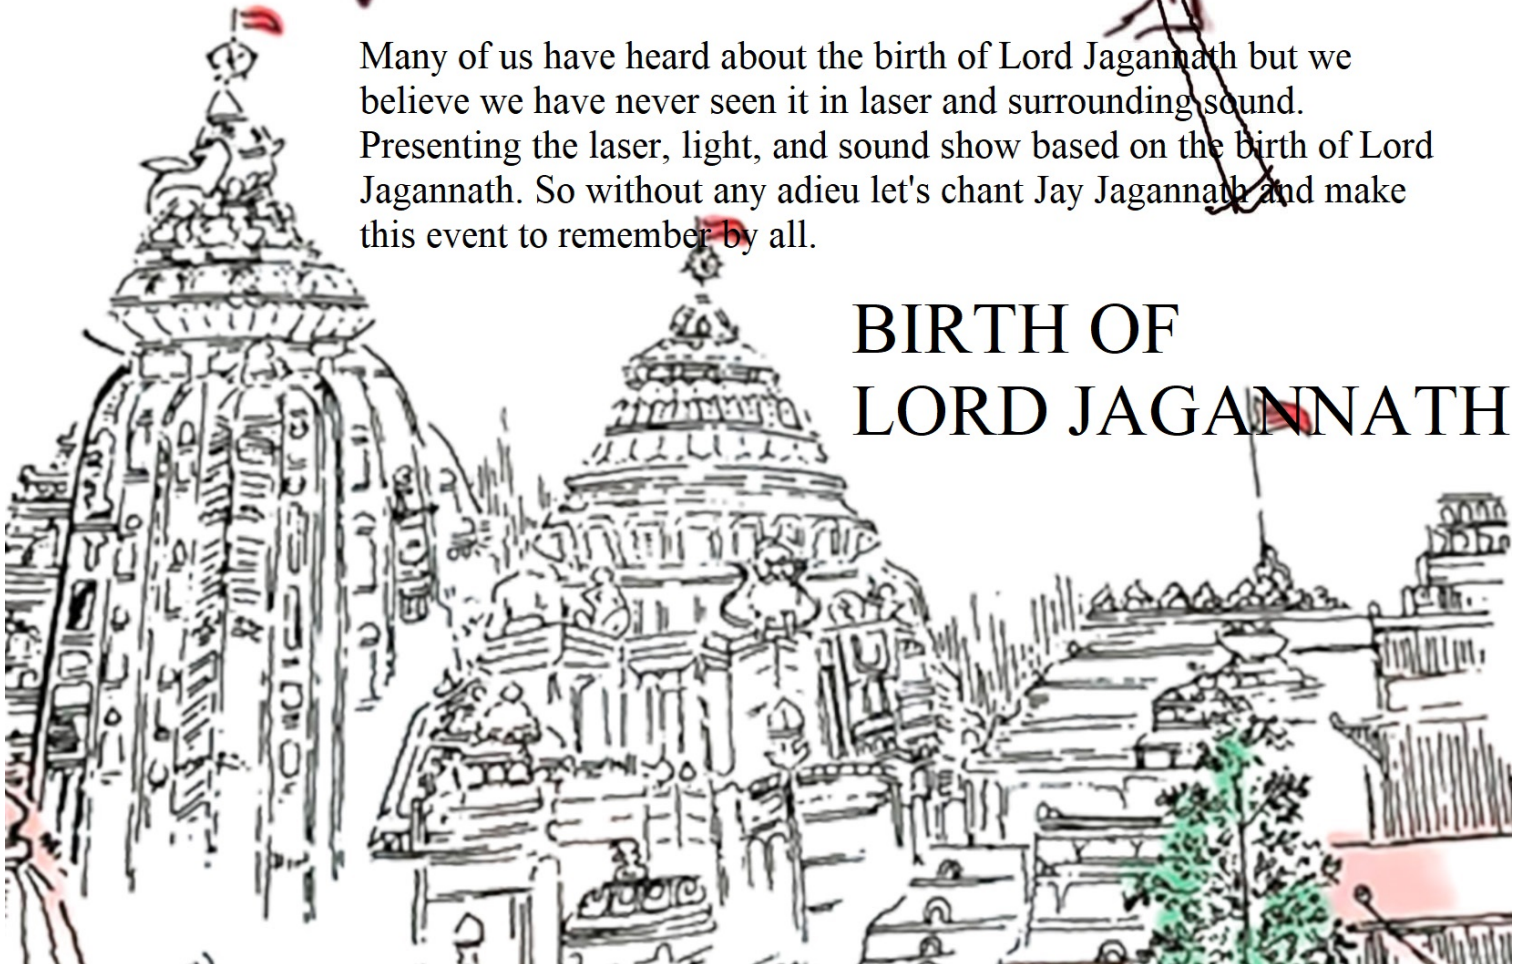 Many of us have heard about the birth of Lord Jagannath but we
believe we have never seen it in laser and surrounding sound.
Presenting the laser, light, and sound show based on the birth of Lord
Jagannath. So without any adieu let's chant Jay Jagannath and make
this event to remember by all.
BIRTH OF
LORD JAGANNATH